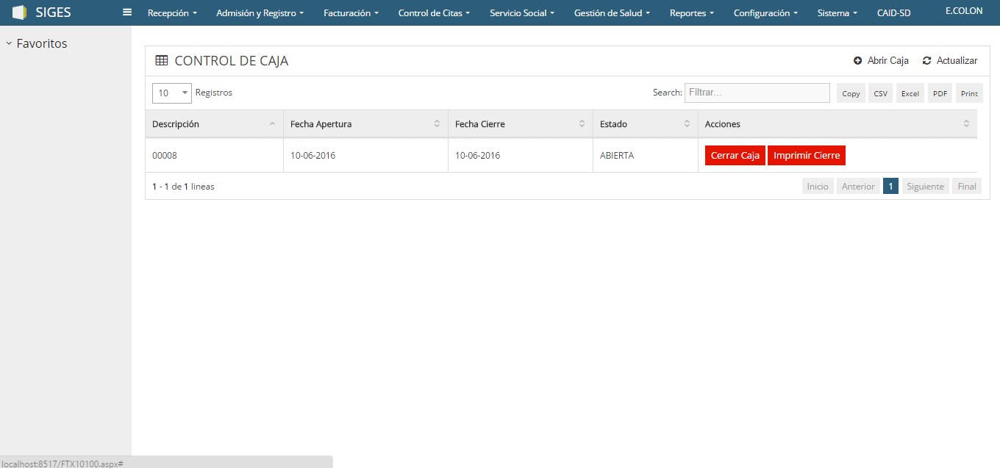 SIGES Recepción Admisión y Registro Facturación Control de Citas Servicio Social Gestión de Salud Reportes Configuración Sistema CAID-SD E.COLON
Favoritos
CONTROL DE CAJA Abrir Caja Actualizar
10 Registros Search: Filtrar... Copy CSV Excel PDF Print
Descripción Fecha Apertura Fecha Cierre Estado Acciones
00008 10-06-2016 10-06-2016 ABIERTA Cerrar Caja Imprimir Cierre
1 - 1 de 1 lineas Inicio Anterior 1 Siguiente Final
localhost:8517/FTX10100.aspx#